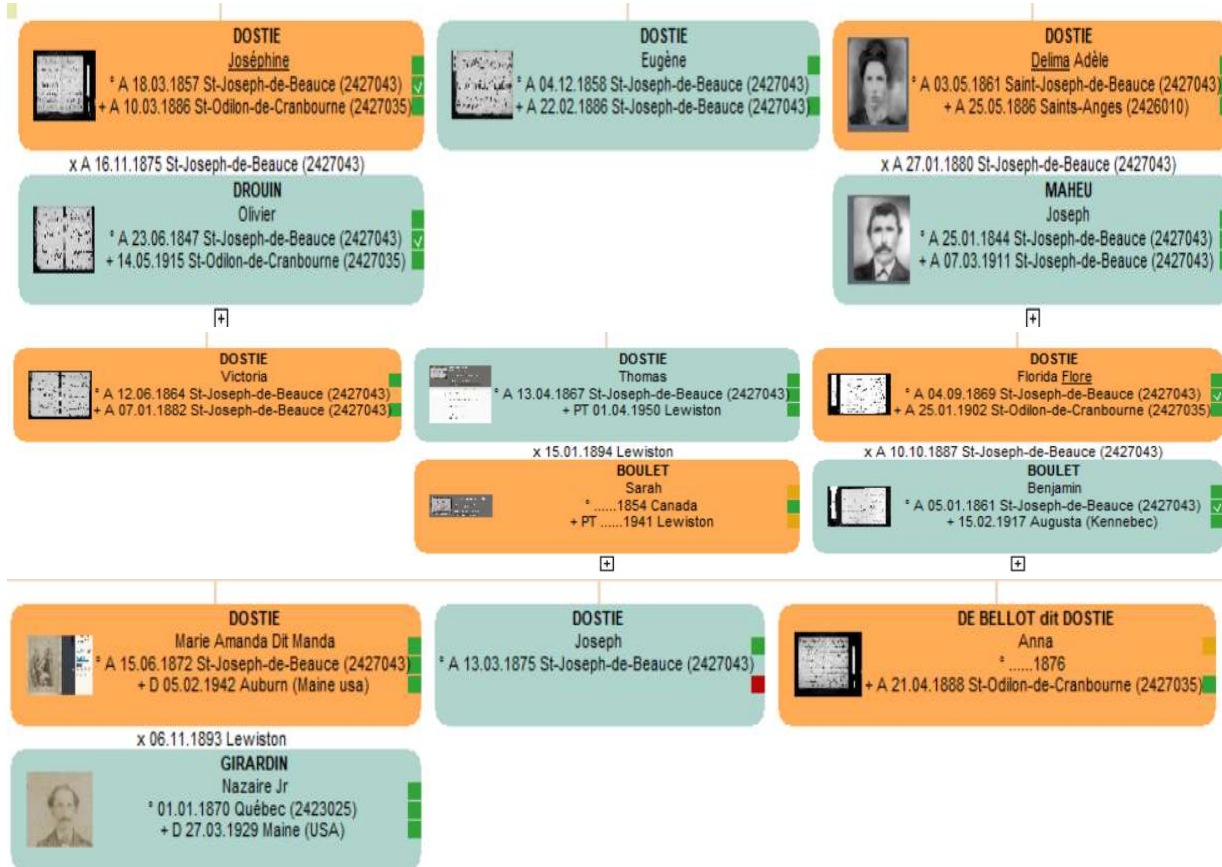 DOSTIE
Joséphine
° A 18.03.1857 St-Joseph-de-Beauce (2427043)
+ A 10.03.1886 St-Odilon-de-Cranbourne (2427035)
x A 16.11.1875 St-Joseph-de-Beauce (2427043)
DROUIN
Olivier
° A 23.06.1847 St-Joseph-de-Beauce (2427043)
+ 14.05.1915 St-Odilon-de-Cranbourne (2427035)
DOSTIE
Eugène
° A 04.12.1858 St-Joseph-de-Beauce (2427043)
+ A 22.02.1886 St-Joseph-de-Beauce (2427043)
DOSTIE
Delima Adèle
° A 03.05.1861 Saint-Joseph-de-Beauce (2427043)
+ A 25.05.1886 Saints-Anges (2426010)
x A 27.01.1880 St-Joseph-de-Beauce (2427043)
MAHEU
Joseph
° A 25.01.1844 St-Joseph-de-Beauce (2427043)
+ A 07.03.1911 St-Joseph-de-Beauce (2427043)
DOSTIE
Victoria
° A 12.06.1864 St-Joseph-de-Beauce (2427043)
+ A 07.01.1882 St-Joseph-de-Beauce (2427043)
DOSTIE
Thomas
° A 13.04.1867 St-Joseph-de-Beauce (2427043)
+ PT 01.04.1950 Lewiston
x 15.01.1894 Lewiston
BOULET
Sarah
° ......1854 Canada
+ PT ......1941 Lewiston
DOSTIE
Florida Flore
° A 04.09.1869 St-Joseph-de-Beauce (2427043)
+ A 25.01.1902 St-Odilon-de-Cranbourne (2427035)
x A 10.10.1887 St-Joseph-de-Beauce (2427043)
BOULET
Benjamin
° A 05.01.1861 St-Joseph-de-Beauce (2427043)
+ 15.02.1917 Augusta (Kennebec)
DOSTIE
Marie Amanda Dit Manda
° A 15.06.1872 St-Joseph-de-Beauce (2427043)
+ D 05.02.1942 Auburn (Maine usa)
x 06.11.1893 Lewiston
GIRARDIN
Nazaire Jr
° 01.01.1870 Québec (2423025)
+ D 27.03.1929 Maine (USA)
DOSTIE
Joseph
° A 13.03.1875 St-Joseph-de-Beauce (2427043)
DE BELLOT dit DOSTIE
Anna
° ......1876
+ A 21.04.1888 St-Odilon-de-Cranbourne (2427035)